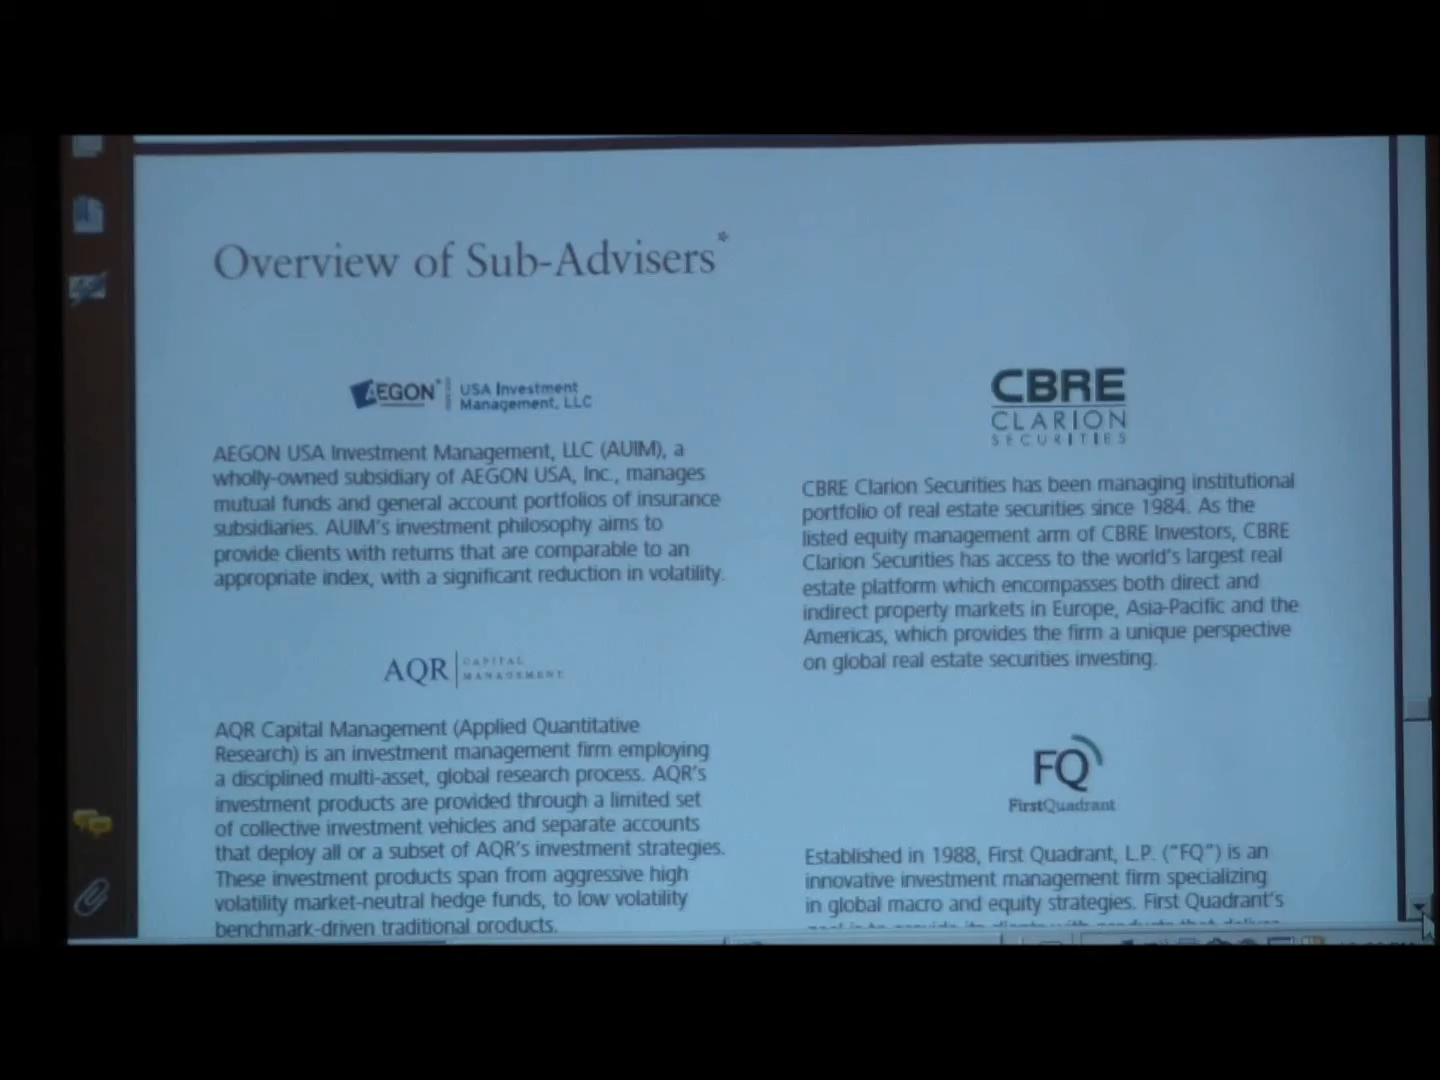 Overview of Sub-Advisers*
AEGON USA Investment
Management, LLC
AEGON USA Investment Management, LLC (AUIM), a
wholly-owned subsidiary of AEGON USA, Inc., manages
mutual funds and general account portfolios of insurance
subsidiaries. AUIM's investment philosophy aims to
provide clients with returns that are comparable to an
appropriate index, with a significant reduction in volatility.
AQR CAPITAL
MANAGEMENT
AQR Capital Management (Applied Quantitative
Research) is an investment management firm employing
a disciplined multi-asset, global research process. AQR's
investment products are provided through a limited set
of collective investment vehicles and separate accounts
that deploy all or a subset of AQR's investment strategies.
These investment products span from aggressive high
volatility market-neutral hedge funds, to low volatility
benchmark-driven traditional products.
CBRE
CLARION
SECURITIES
CBRE Clarion Securities has been managing institutional
portfolio of real estate securities since 1984. As the
listed equity management arm of CBRE Investors, CBRE
Clarion Securities has access to the world's largest real
estate platform which encompasses both direct and
indirect property markets in Europe, Asia-Pacific and the
Americas, which provides the firm a unique perspective
on global real estate securities investing.
FQ
FirstQuadrant
Established in 1988, First Quadrant, L.P. ("FQ") is an
innovative investment management firm specializing
in global macro and equity strategies. First Quadrant's